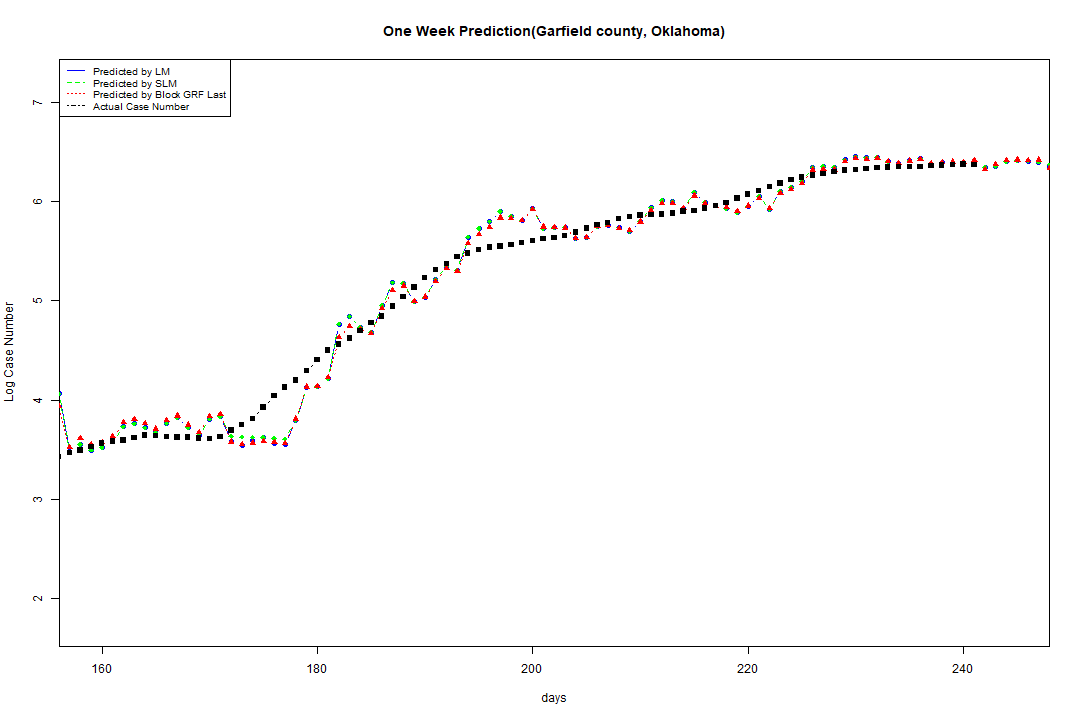 One Week Prediction(Garfield county, Oklahoma)
Predicted by LM
Predicted by SLM
Predicted by Block GRF Last
Actual Case Number
Log Case Number
7
6
5
4
3
2
160 180 200 220 240
days